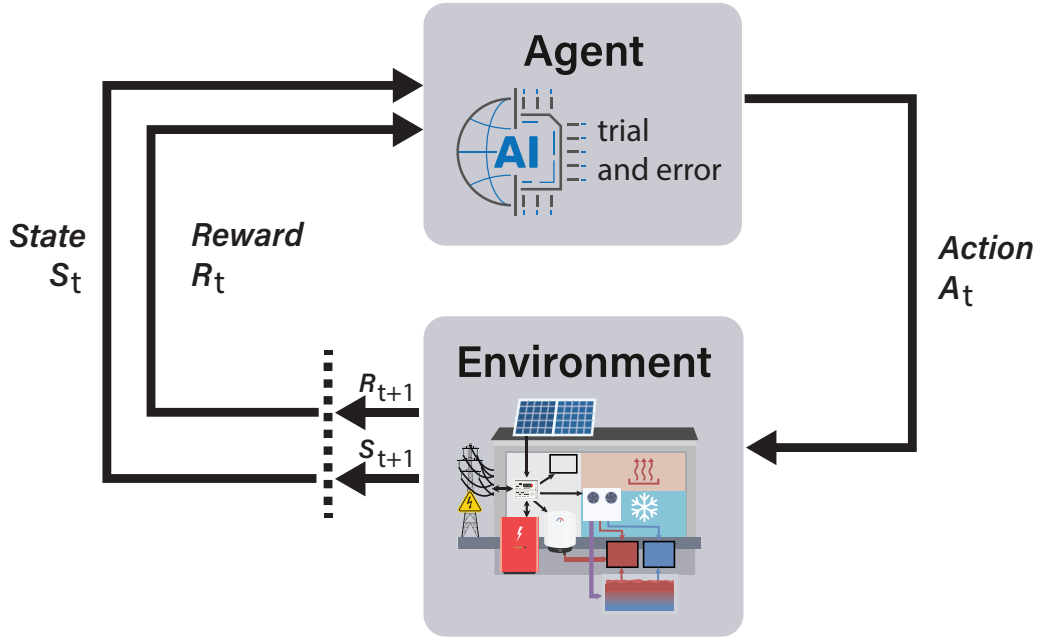 Agent
AI
trial
and error
State
St
Reward
Rt
Action
At
Environment
Rt+1
St+1